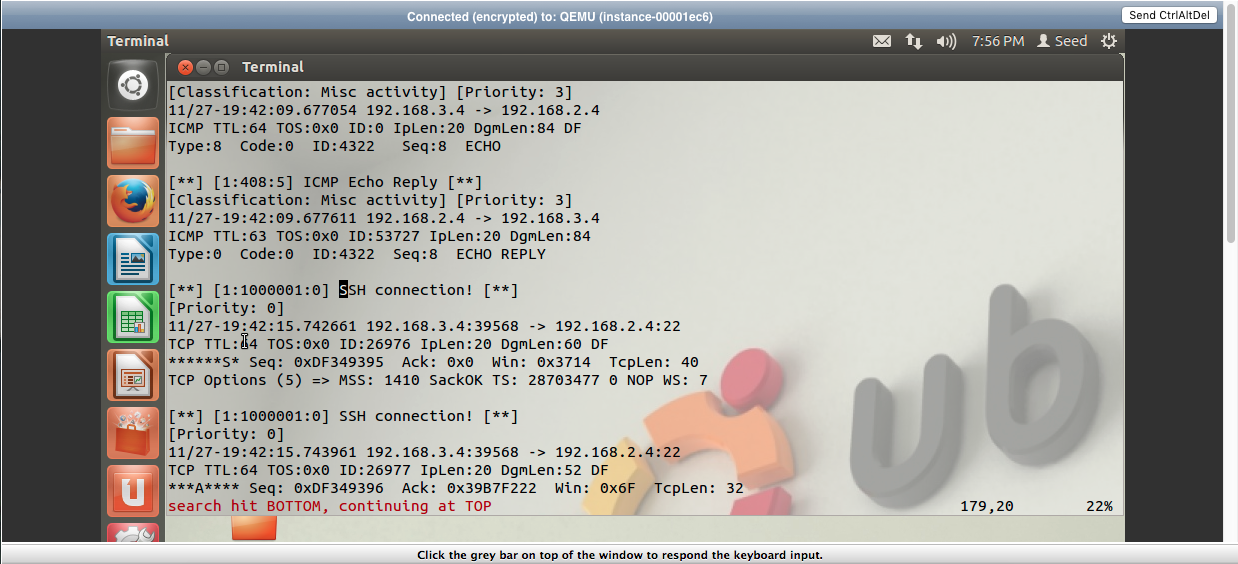 Connected (encrypted) to: QEMU (instance-00001ec6)
Send CtrlAltDel
Terminal
7:56 PM Seed
Terminal
[Classification: Misc activity] [Priority: 3]
11/27-19:42:09.677054 192.168.3.4 -> 192.168.2.4
ICMP TTL:64 TOS:0x0 ID:0 IpLen:20 DgmLen:84 DF
Type:8  Code:0  ID:4322   Seq:8  ECHO
[**] [1:408:5] ICMP Echo Reply [**]
[Classification: Misc activity] [Priority: 3]
11/27-19:42:09.677611 192.168.2.4 -> 192.168.3.4
ICMP TTL:63 TOS:0x0 ID:53727 IpLen:20 DgmLen:84
Type:0  Code:0  ID:4322  Seq:8  ECHO REPLY
[**] [1:1000001:0] SSH connection! [**]
[Priority: 0]
11/27-19:42:15.742661 192.168.3.4:39568 -> 192.168.2.4:22
TCP TTL:64 TOS:0x0 ID:26976 IpLen:20 DgmLen:60 DF
******S* Seq: 0xDF349395  Ack: 0x0  Win: 0x3714  TcpLen: 40
TCP Options (5) => MSS: 1410 SackOK TS: 28703477 0 NOP WS: 7
[**] [1:1000001:0] SSH connection! [**]
[Priority: 0]
11/27-19:42:15.743961 192.168.3.4:39568 -> 192.168.2.4:22
TCP TTL:64 TOS:0x0 ID:26977 IpLen:20 DgmLen:52 DF
***A**** Seq: 0xDF349396  Ack: 0x39B7F222  Win: 0x6F  TcpLen: 32
search hit BOTTOM, continuing at TOP
179,20
22%
ub
Click the grey bar on top of the window to respond the keyboard input.